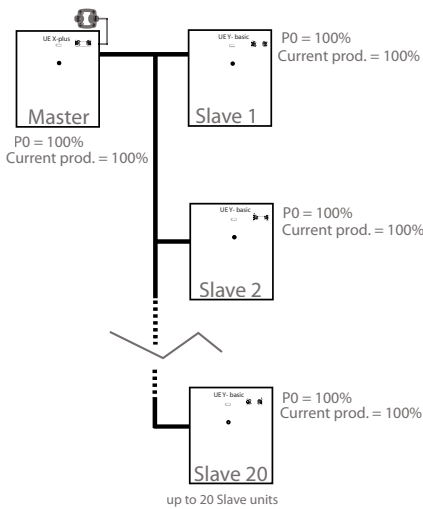 UE X-plus
Master
P0 = 100%
Current prod. = 100%
UE Y- basic
Slave 1
P0 = 100%
Current prod. = 100%
UE Y- basic
Slave 2
P0 = 100%
Current prod. = 100%
UE Y- basic
Slave 20
P0 = 100%
Current prod. = 100%
up to 20 Slave units